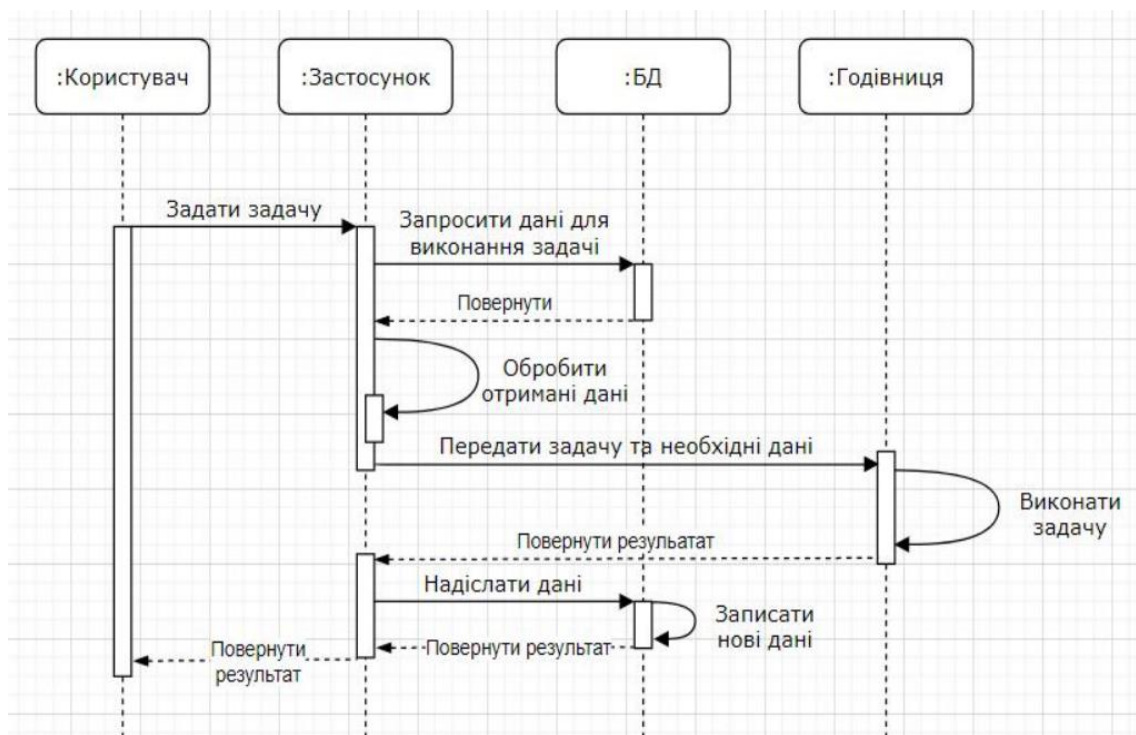 :Користувач
:Застосунок
:БД
:Годівниця
Задати задачу
Запросити дані для
виконання задачі
Повернути
Обробити
отримані дані
Передати задачу та необхідні дані
Виконати
задачу
Повернути резульатат
Надіслати дані
Записати
нові дані
Повернути результат
Повернути
результат